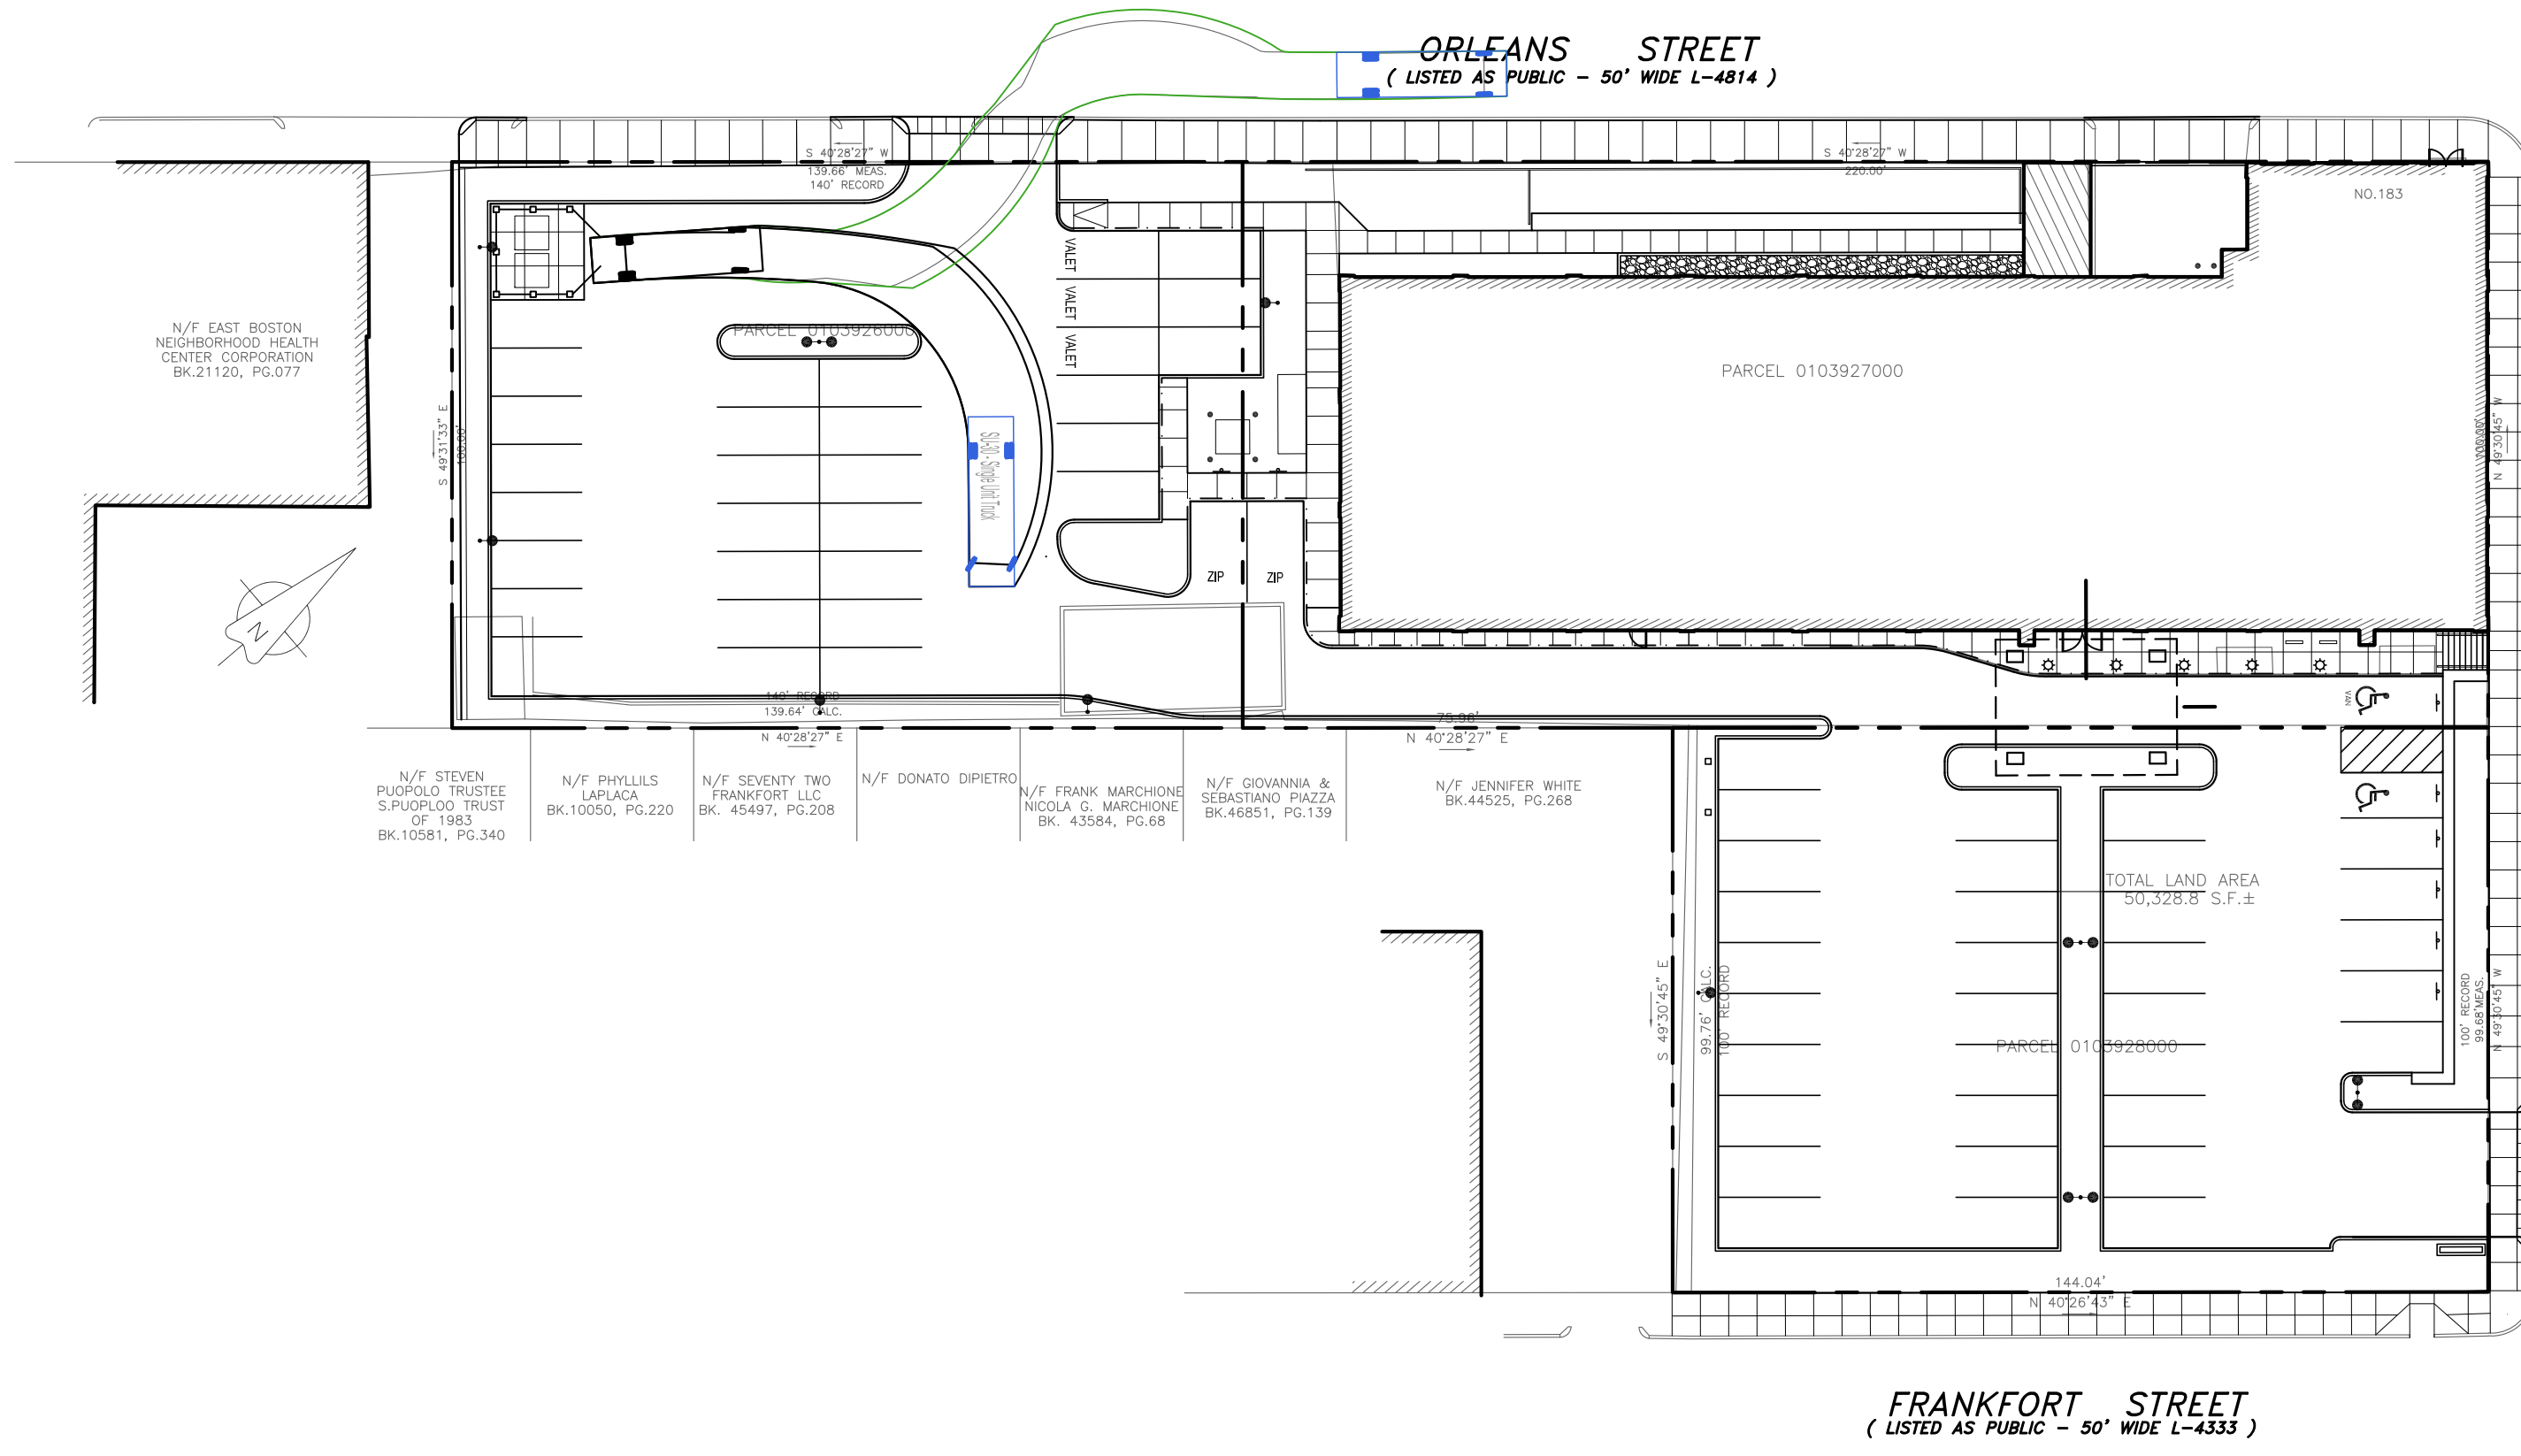 ORLEANS STREET
( LISTED AS PUBLIC - 50' WIDE L-4814 )
S 40°28'27" W
139.66' MEAS.
140' RECORD
S 40°28'27" W
220.00'
NO.183
VALET
VALET
VALET
N/F EAST BOSTON
NEIGHBORHOOD HEALTH
CENTER CORPORATION
BK.21120, PG.077
PARCEL 0103926000
PARCEL 0103927000
S 49°31'33" E
100.00'
SU-30 - Single Unit Truck
100.00'
N 49°30'45" W
ZIP
ZIP
N
140' RECORD
139.64' CALC.
N 40°28'27" E
75.96'
N 40°28'27" E
VAN
N/F STEVEN
PUOPOLO TRUSTEE
S.PUOPLOO TRUST
OF 1983
BK.10581, PG.340
N/F PHYLLILS
LAPLACA
BK.10050, PG.220
N/F SEVENTY TWO
FRANKFORT LLC
BK. 45497, PG.208
N/F DONATO DIPIETRO
N/F FRANK MARCHIONE
NICOLA G. MARCHIONE
BK. 43584, PG.68
N/F GIOVANNIA &
SEBASTIANO PIAZZA
BK.46851, PG.139
N/F JENNIFER WHITE
BK.44525, PG.268
TOTAL LAND AREA
50,328.8 S.F.±
S 49°30'45" E
99.76' CALC.
100' RECORD
PARCEL 0103928000
100' RECORD
99.68'MEAS.
N 49°30'45" W
144.04'
N 40°26'43" E
FRANKFORT STREET
( LISTED AS PUBLIC - 50' WIDE L-4333 )